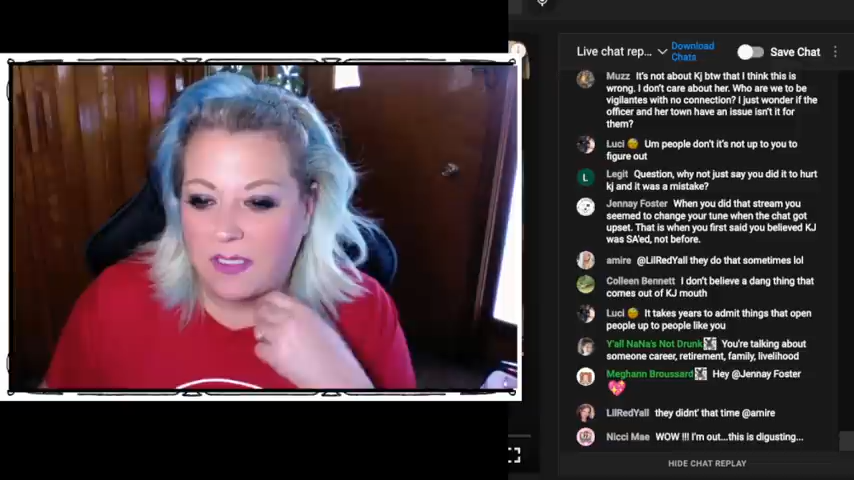 Live chat rep...
Download
Chats
Save Chat
Muzz It's not about Kj btw that I think this is
wrong. I don't care about her. Who are we to be
vigilantes with no connection? I just wonder if the
officer and her town have an issue isn't it for
them?
Luci Um people don't it's not up to you to
figure out
L
Legit Question, why not just say you did it to hurt
kj and it was a mistake?
Jennay Foster When you did that stream you
seemed to change your tune when the chat got
upset. That is when you first said you believed KJ
was SA'ed, not before.
amire @LilRedYall they do that sometimes lol
Colleen Bennett I don't believe a dang thing that
comes out of KJ mouth
Luci It takes years to admit things that open
people up to people like you
Y'all NaNa's Not Drunk You're talking about
someone career, retirement, family, livelihood
Meghann Broussard Hey @Jennay Foster
LilRedYall they didnt' that time @amire
Nicci Mae WOW !!! I'm out...this is digusting...
HIDE CHAT REPLAY